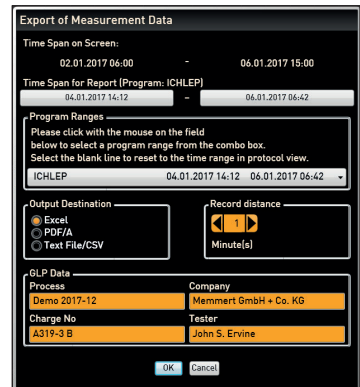 Export of Measurement Data
Time Span on Screen:
02.01.2017 06:00 - 06.01.2017 15:00
Time Span for Report (Program: ICHLEP)
04.01.2017 14:12 - 06.01.2017 06:42
Program Ranges
Please click with the mouse on the field
below to select a program range from the combo box.
Select the blank line to reset to the time range in protocol view.
ICHLEP 04.01.2017 14:12 06.01.2017 06:42
Output Destination
Excel
PDF/A
Text File/CSV
Record distance
1
Minute(s)
GLP Data
Process Company
Demo 2017-12 Memmert GmbH + Co. KG
Charge No Tester
A319-3 B John S. Ervine
OK Cancel